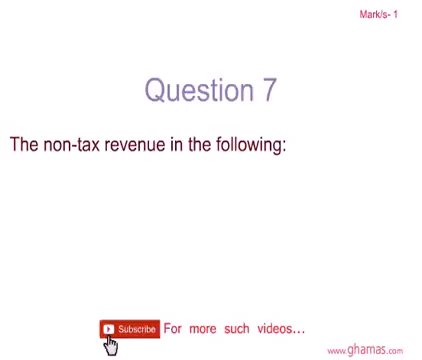 Mark/s- 1
Question 7
The non-tax revenue in the following:
Subscribe For more such videos...
www.ghamas.com